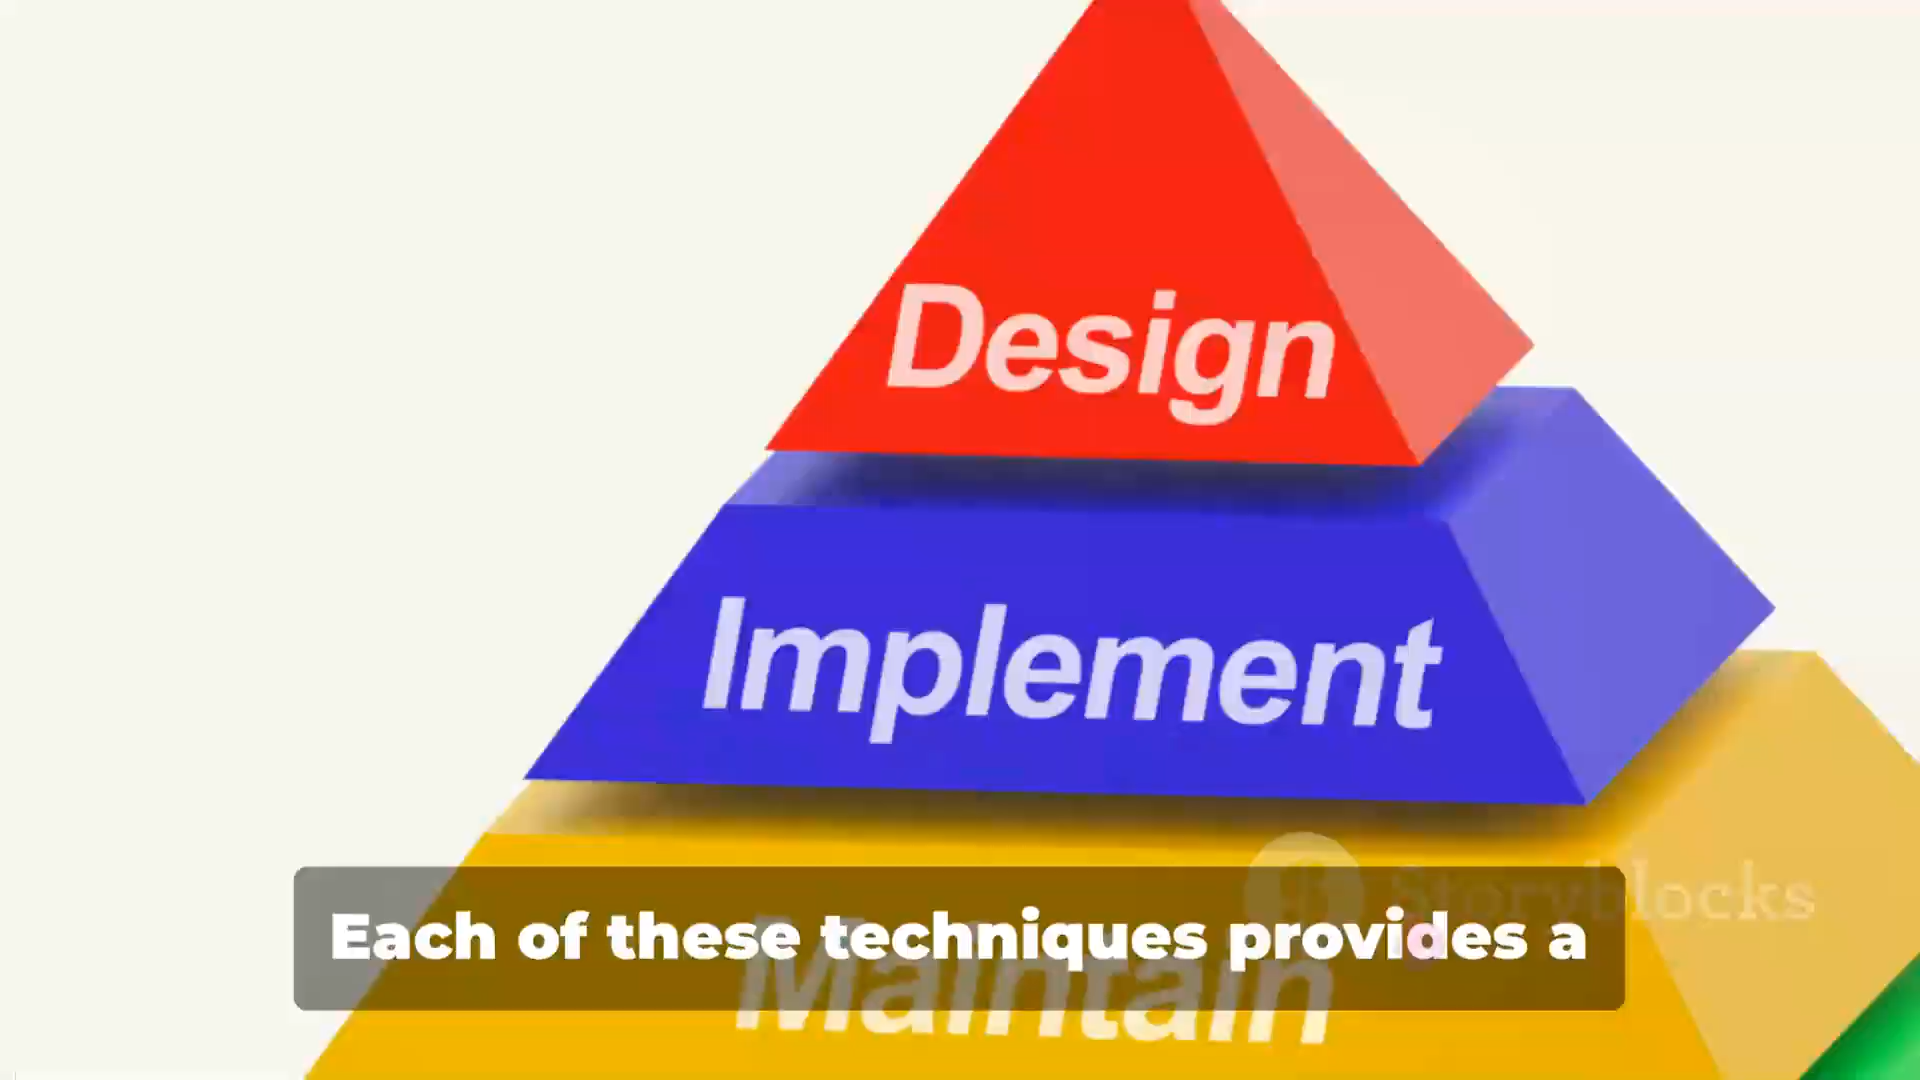 Design
Implement
Maintain
Storyblocks
Each of these techniques provides a